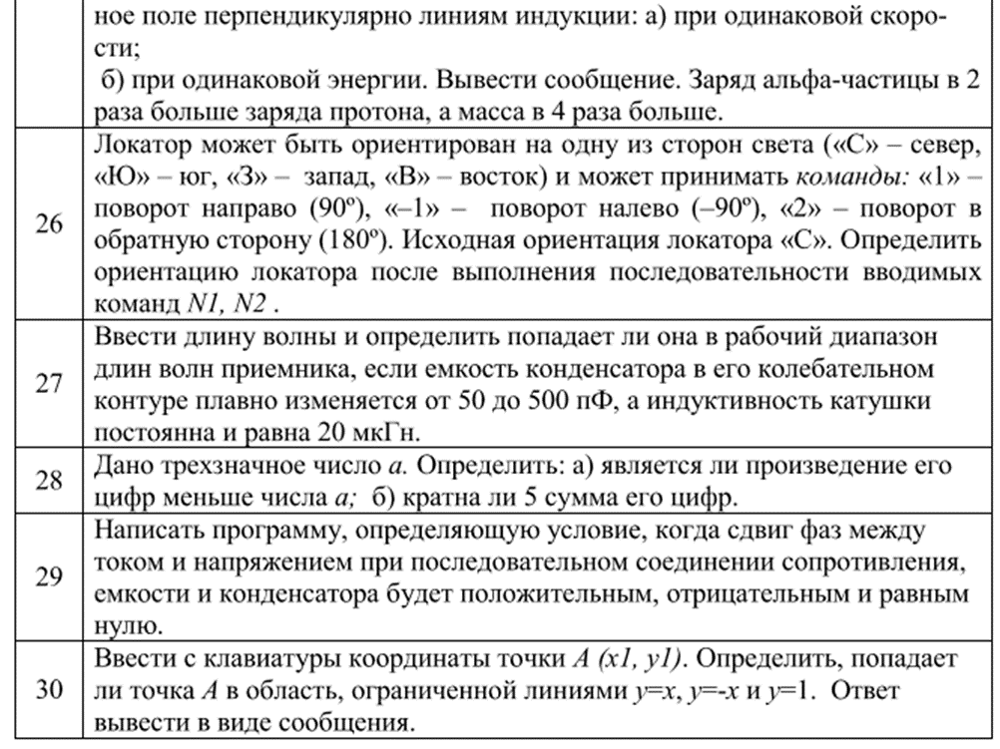 ное поле перпендикулярно линиям индукции: а) при одинаковой скоро-
сти;
б) при одинаковой энергии. Вывести сообщение. Заряд альфа-частицы в 2
раза больше заряда протона, а масса в 4 раза больше.
26
Локатор может быть ориентирован на одну из сторон света («С» – север,
«Ю» – юг, «З» – запад, «В» – восток) и может принимать команды: «1» –
поворот направо (90º), «–1» – поворот налево (–90º), «2» – поворот в
обратную сторону (180º). Исходная ориентация локатора «С». Определить
ориентацию локатора после выполнения последовательности вводимых
команд N1, N2 .
27
Ввести длину волны и определить попадает ли она в рабочий диапазон
длин волн приемника, если емкость конденсатора в его колебательном
контуре плавно изменяется от 50 до 500 пФ, а индуктивность катушки
постоянна и равна 20 мкГн.
28
Дано трехзначное число а. Определить: а) является ли произведение его
цифр меньше числа а; б) кратна ли 5 сумма его цифр.
29
Написать программу, определяющую условие, когда сдвиг фаз между
током и напряжением при последовательном соединении сопротивления,
емкости и конденсатора будет положительным, отрицательным и равным
нулю.
30
Ввести с клавиатуры координаты точки А (x1, y1). Определить, попадает
ли точка А в область, ограниченной линиями y=x, y=-x и y=1. Ответ
вывести в виде сообщения.